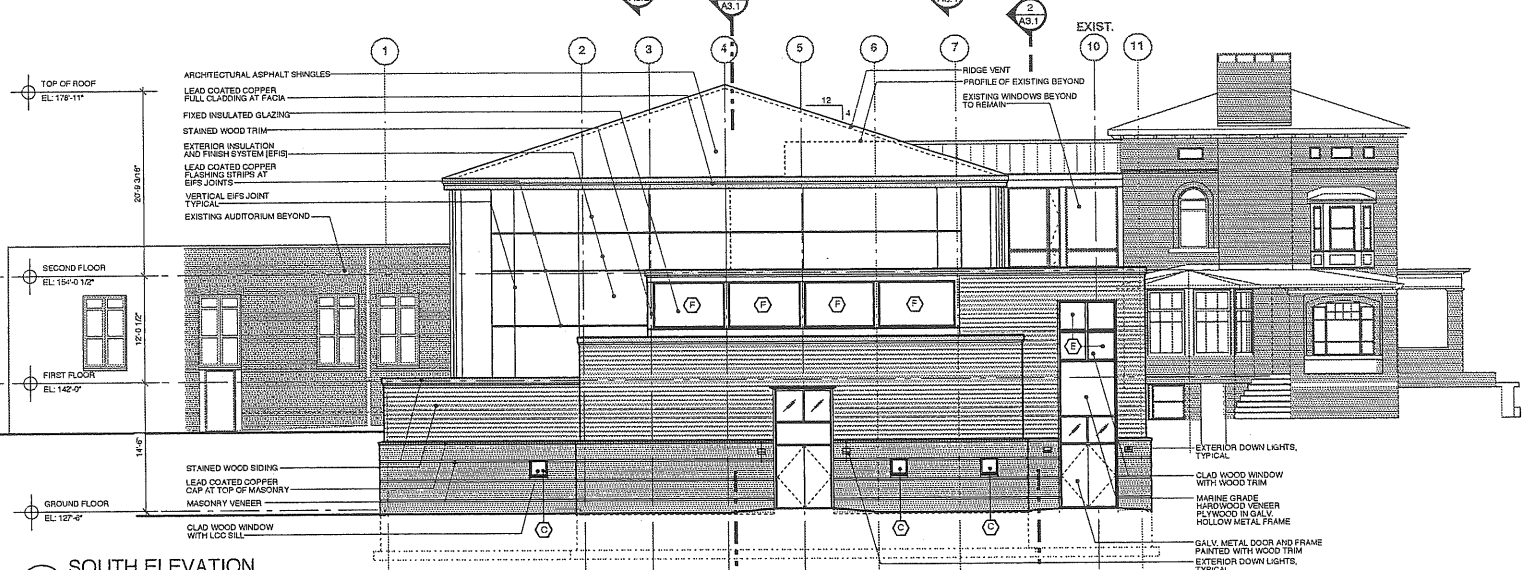 A3.1
2
A3.1
EXIST.
1
2
3
4
5
6
7
10
11
TOP OF ROOF
EL: 178'-11"
ARCHITECTURAL ASPHALT SHINGLES
LEAD COATED COPPER
FULL CLADDING AT FACIA
FIXED INSULATED GLAZING
STAINED WOOD TRIM
EXTERIOR INSULATION
AND FINISH SYSTEM [EFIS]
LEAD COATED COPPER
FLASHING STRIPS AT
EIFS JOINTS
VERTICAL EIFS JOINT
TYPICAL
EXISTING AUDITORIUM BEYOND
RIDGE VENT
PROFILE OF EXISTING BEYOND
EXISTING WINDOWS BEYOND
TO REMAIN
12
4
20'-9 3/16"
SECOND FLOOR
EL: 154'-0 1/2"
12'-0 1/2"
F
F
F
F
E
FIRST FLOOR
EL: 142'-0"
14'-6"
STAINED WOOD SIDING
LEAD COATED COPPER
CAP AT TOP OF MASONRY
MASONRY VENEER
GROUND FLOOR
EL: 127'-6"
CLAD WOOD WINDOW
WITH LCC SILL
C
C
C
EXTERIOR DOWN LIGHTS,
TYPICAL
CLAD WOOD WINDOW
WITH WOOD TRIM
MARINE GRADE
HARDWOOD VENEER
PLYWOOD IN GALV.
HOLLOW METAL FRAME
GALV. METAL DOOR AND FRAME
PAINTED WITH WOOD TRIM
EXTERIOR DOWN LIGHTS,
TYPICAL
SOUTH ELEVATION